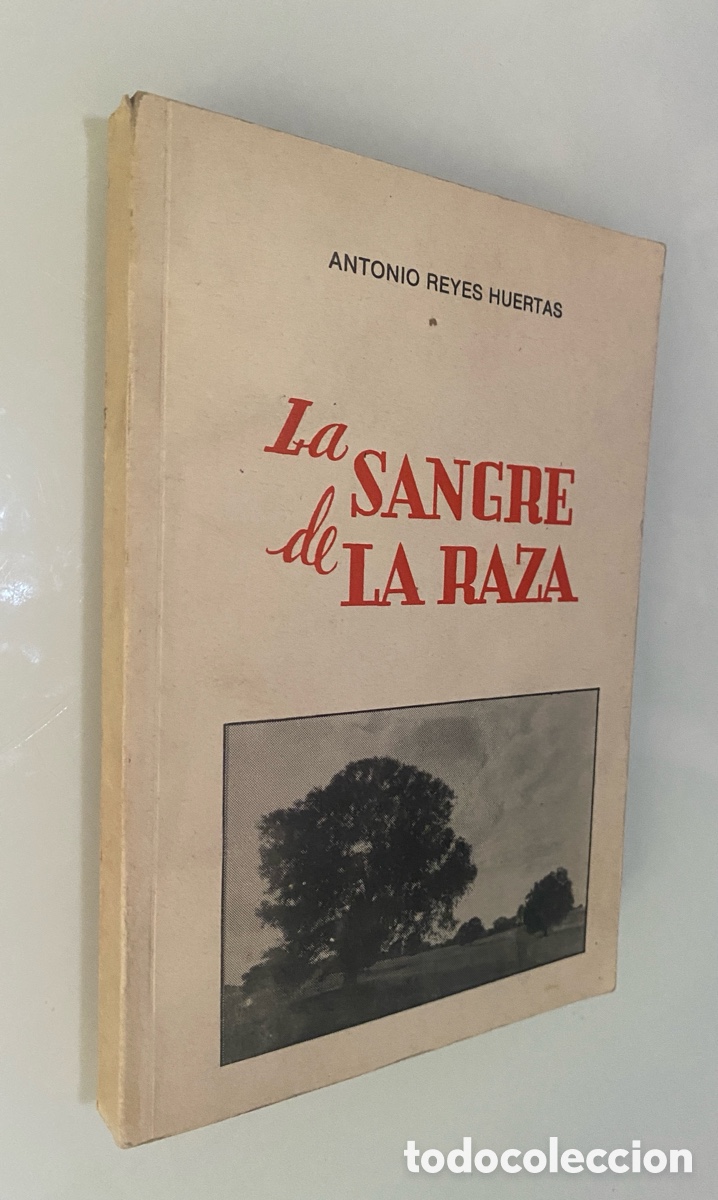 ANTONIO REYES HUERTAS
La
SANGRE
de
LA RAZA
todocoleccion